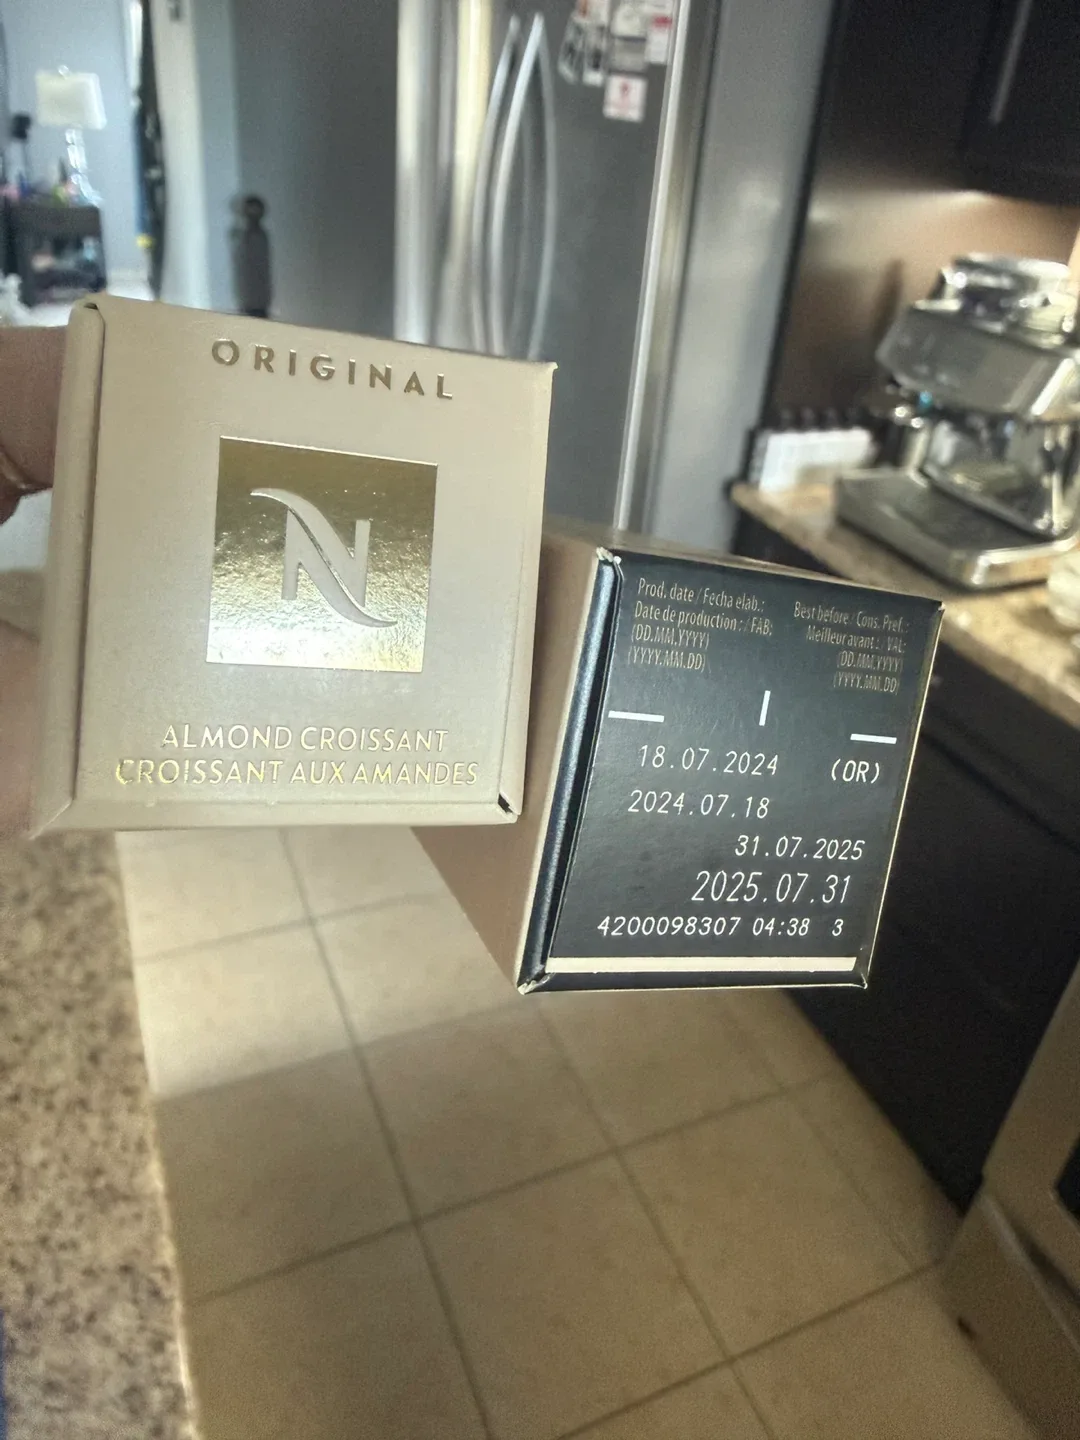 ORIGINAL
N
ALMOND CROISSANT
CROISSANT AUX AMANDES
Prod. date / Fecha elab.:
Date de production : / FAB:
(DD.MM.YYYY)
(YYYY.MM.DD)
Best before / Cons. Pref.:
Meilleur avant : / VAL:
(DD.MM.YYYY)
(YYYY.MM.DD)
18.07.2024 (OR)
2024.07.18
31.07.2025
2025.07.31
4200098307 04:38 3